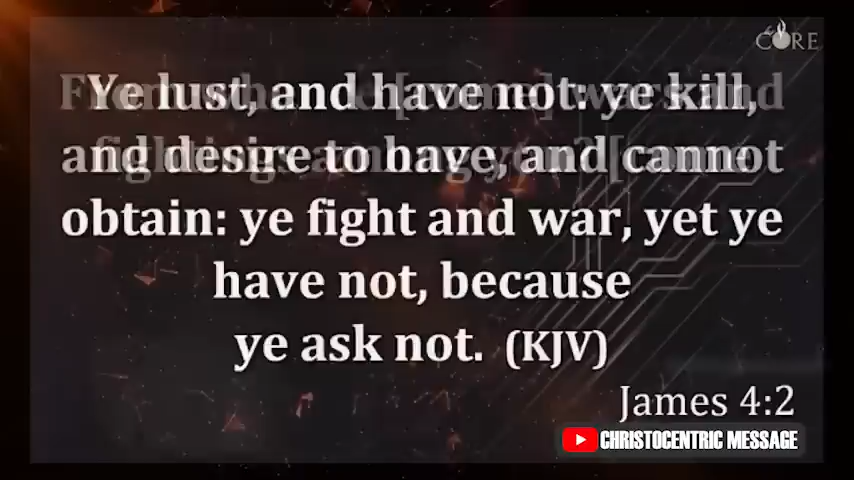 CORE
Ye lust, and have not: ye kill,
and desire to have, and cannot
obtain: ye fight and war, yet ye
have not, because
ye ask not. (KJV)
James 4:2
CHRISTOCENTRIC MESSAGE